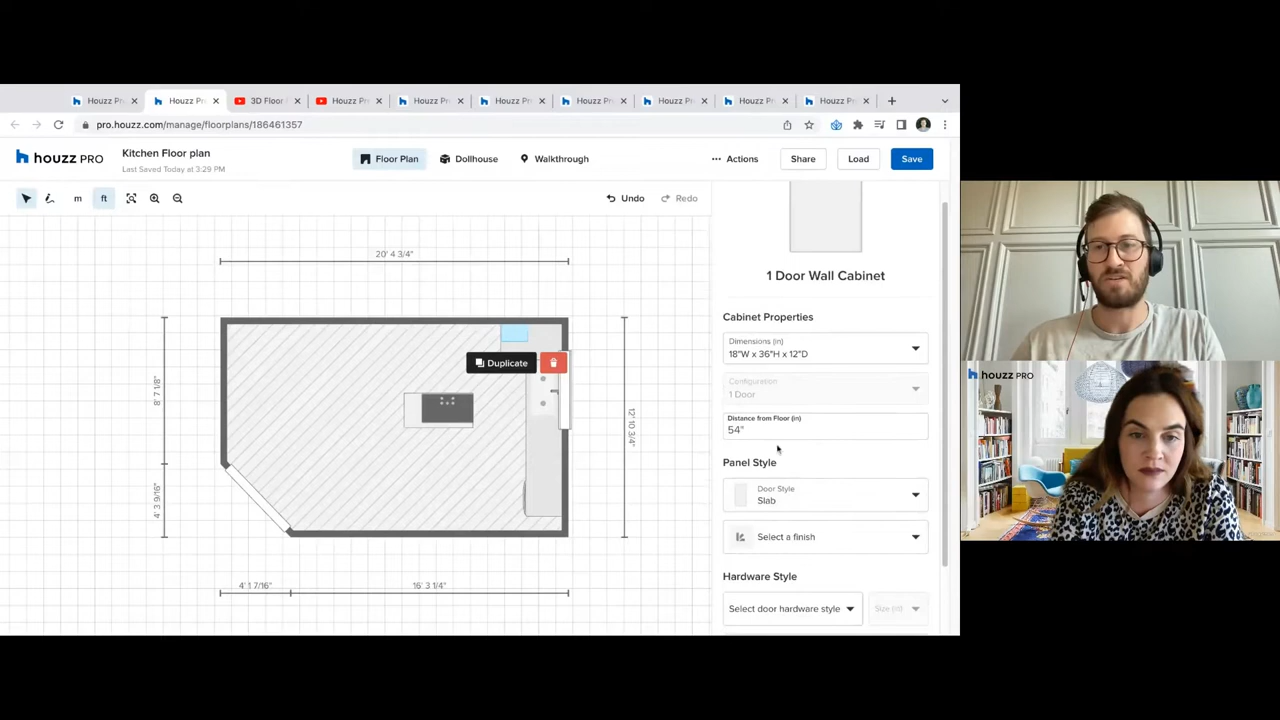 Houzz Pr
Houzz Pr
3D Floor
Houzz Pr
Houzz Pr
Houzz Pr
Houzz Pr
Houzz Pr
Houzz Pr
Houzz Pr
pro.houzz.com/manage/floorplans/186461357
houzz PRO
Kitchen Floor plan
Last Saved Today at 3:29 PM
Floor Plan
Dollhouse
Walkthrough
Actions
Share
Load
Save
m
ft
Undo
Redo
20' 4 3/4"
8' 7 1/8"
4' 3 9/16"
12' 10 3/4"
4' 1 7/16"
16' 3 1/4"
Duplicate
1 Door Wall Cabinet
Cabinet Properties
Dimensions (in)
18"W x 36"H x 12"D
Configuration
1 Door
Distance from Floor (in)
54"
Panel Style
Door Style
Slab
Select a finish
Hardware Style
Select door hardware style
Size (in)
houzz PRO